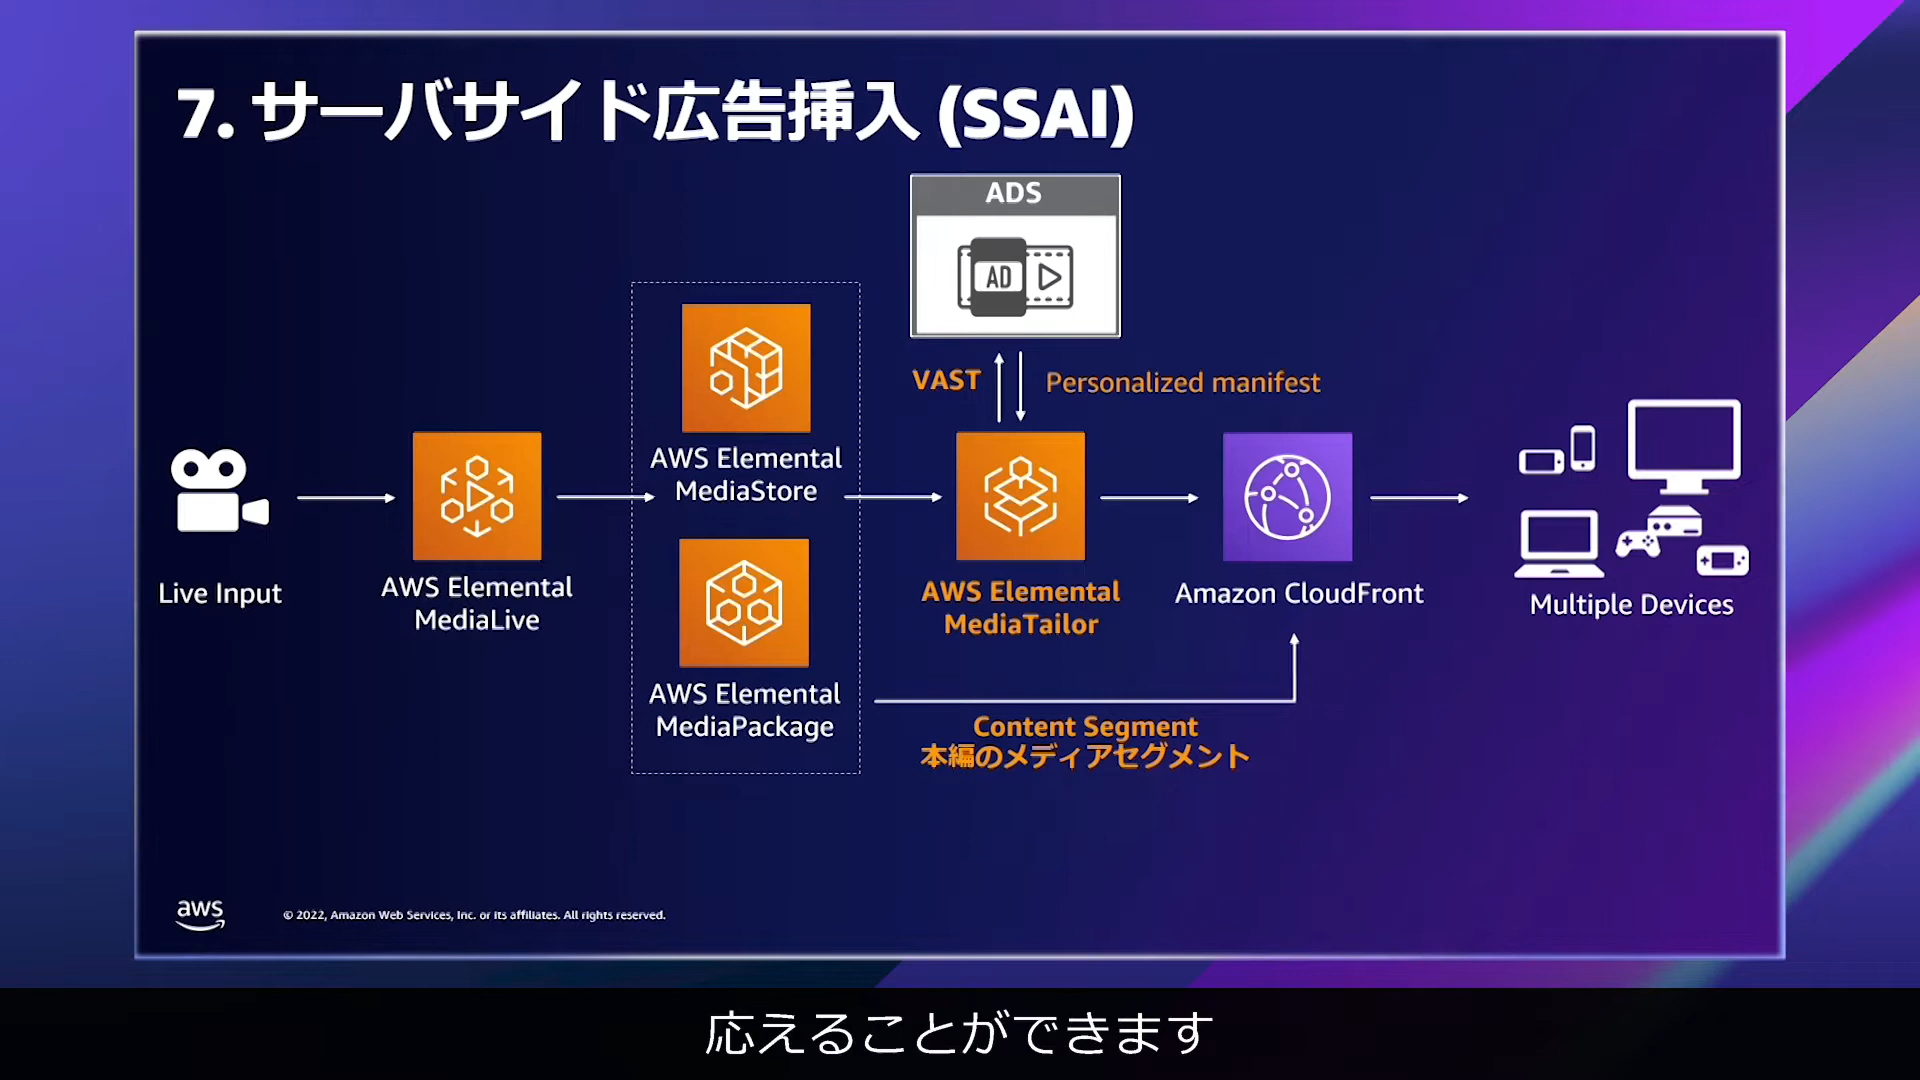 7. サーバサイド広告挿入 (SSAI)
ADS
AD
VAST
Personalized manifest
Live Input
AWS Elemental
MediaLive
AWS Elemental
MediaStore
AWS Elemental
MediaPackage
AWS Elemental
MediaTailor
Amazon CloudFront
Multiple Devices
Content Segment
本編のメディアセグメント
aws
© 2022, Amazon Web Services, Inc. or its affiliates. All rights reserved.
応えることができます